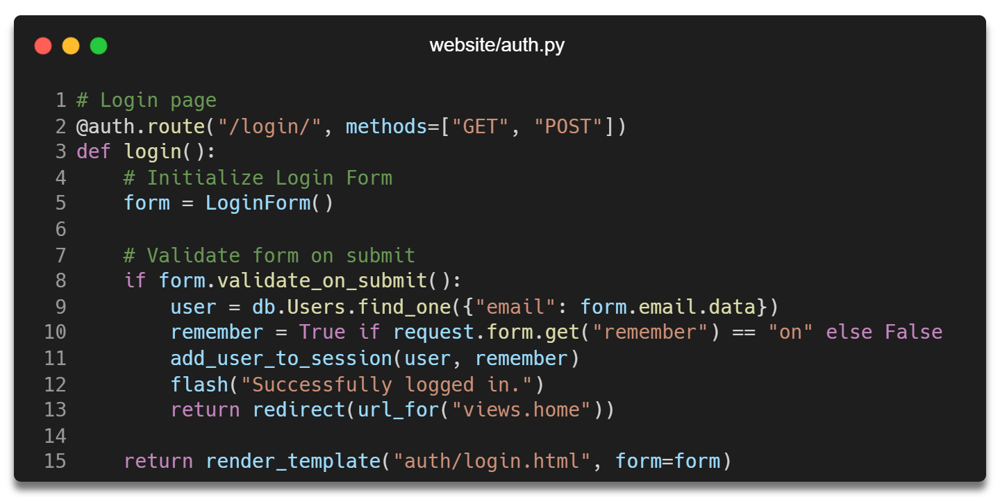 website/auth.py
1 # Login page
2 @auth.route("/login/", methods=["GET", "POST"])
3 def login():
4     # Initialize Login Form
5     form = LoginForm()
6
7     # Validate form on submit
8     if form.validate_on_submit():
9         user = db.Users.find_one({"email": form.email.data})
10         remember = True if request.form.get("remember") == "on" else False
11         add_user_to_session(user, remember)
12         flash("Successfully logged in.")
13         return redirect(url_for("views.home"))
14
15     return render_template("auth/login.html", form=form)